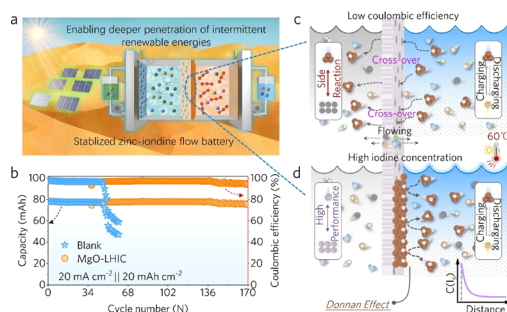 a
Enabling deeper penetration of intermittent
renewable energies
Stablized zinc-iondine flow battery
b
Capacity (mAh)
100
80
60
40
20
0
Blank
MgO-LHIC
20 mA cm⁻² || 20 mAh cm⁻²
0 34 68 102 136 170
Cycle number (N)
100
80
60
40
20
0
Coulombic efficiency (%)
c
Low coulombic efficiency
Side
Reaction
Cross-over
Cross-over
Charging
Discharging
Flowing
60℃
High iodine concentration
d
High
Performance
Charging
Discharging
Donnan Effect
Distance